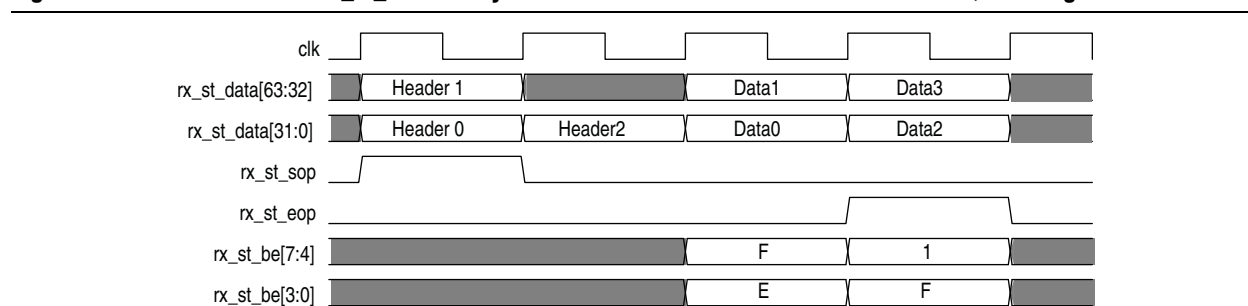 clk
rx_st_data[63:32] Header 1 Data1 Data3
rx_st_data[31:0] Header 0 Header2 Data0 Data2
rx_st_sop
rx_st_eop
rx_st_be[7:4] F 1
rx_st_be[3:0] E F